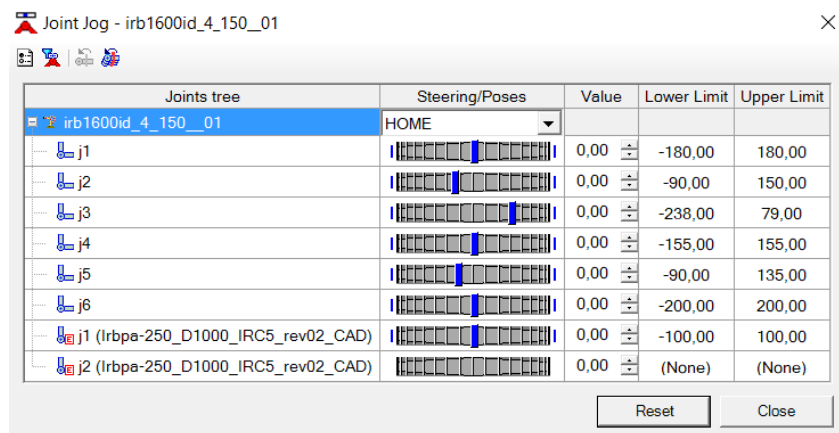 Joint Jog - irb1600id_4_150__01
Joints tree Steering/Poses Value Lower Limit Upper Limit
irb1600id_4_150__01 HOME
j1 0,00 -180,00 180,00
j2 0,00 -90,00 150,00
j3 0,00 -238,00 79,00
j4 0,00 -155,00 155,00
j5 0,00 -90,00 135,00
j6 0,00 -200,00 200,00
E j1 (Irbpa-250_D1000_IRC5_rev02_CAD) 0,00 -100,00 100,00
E j2 (Irbpa-250_D1000_IRC5_rev02_CAD) 0,00 (None) (None)
Reset Close